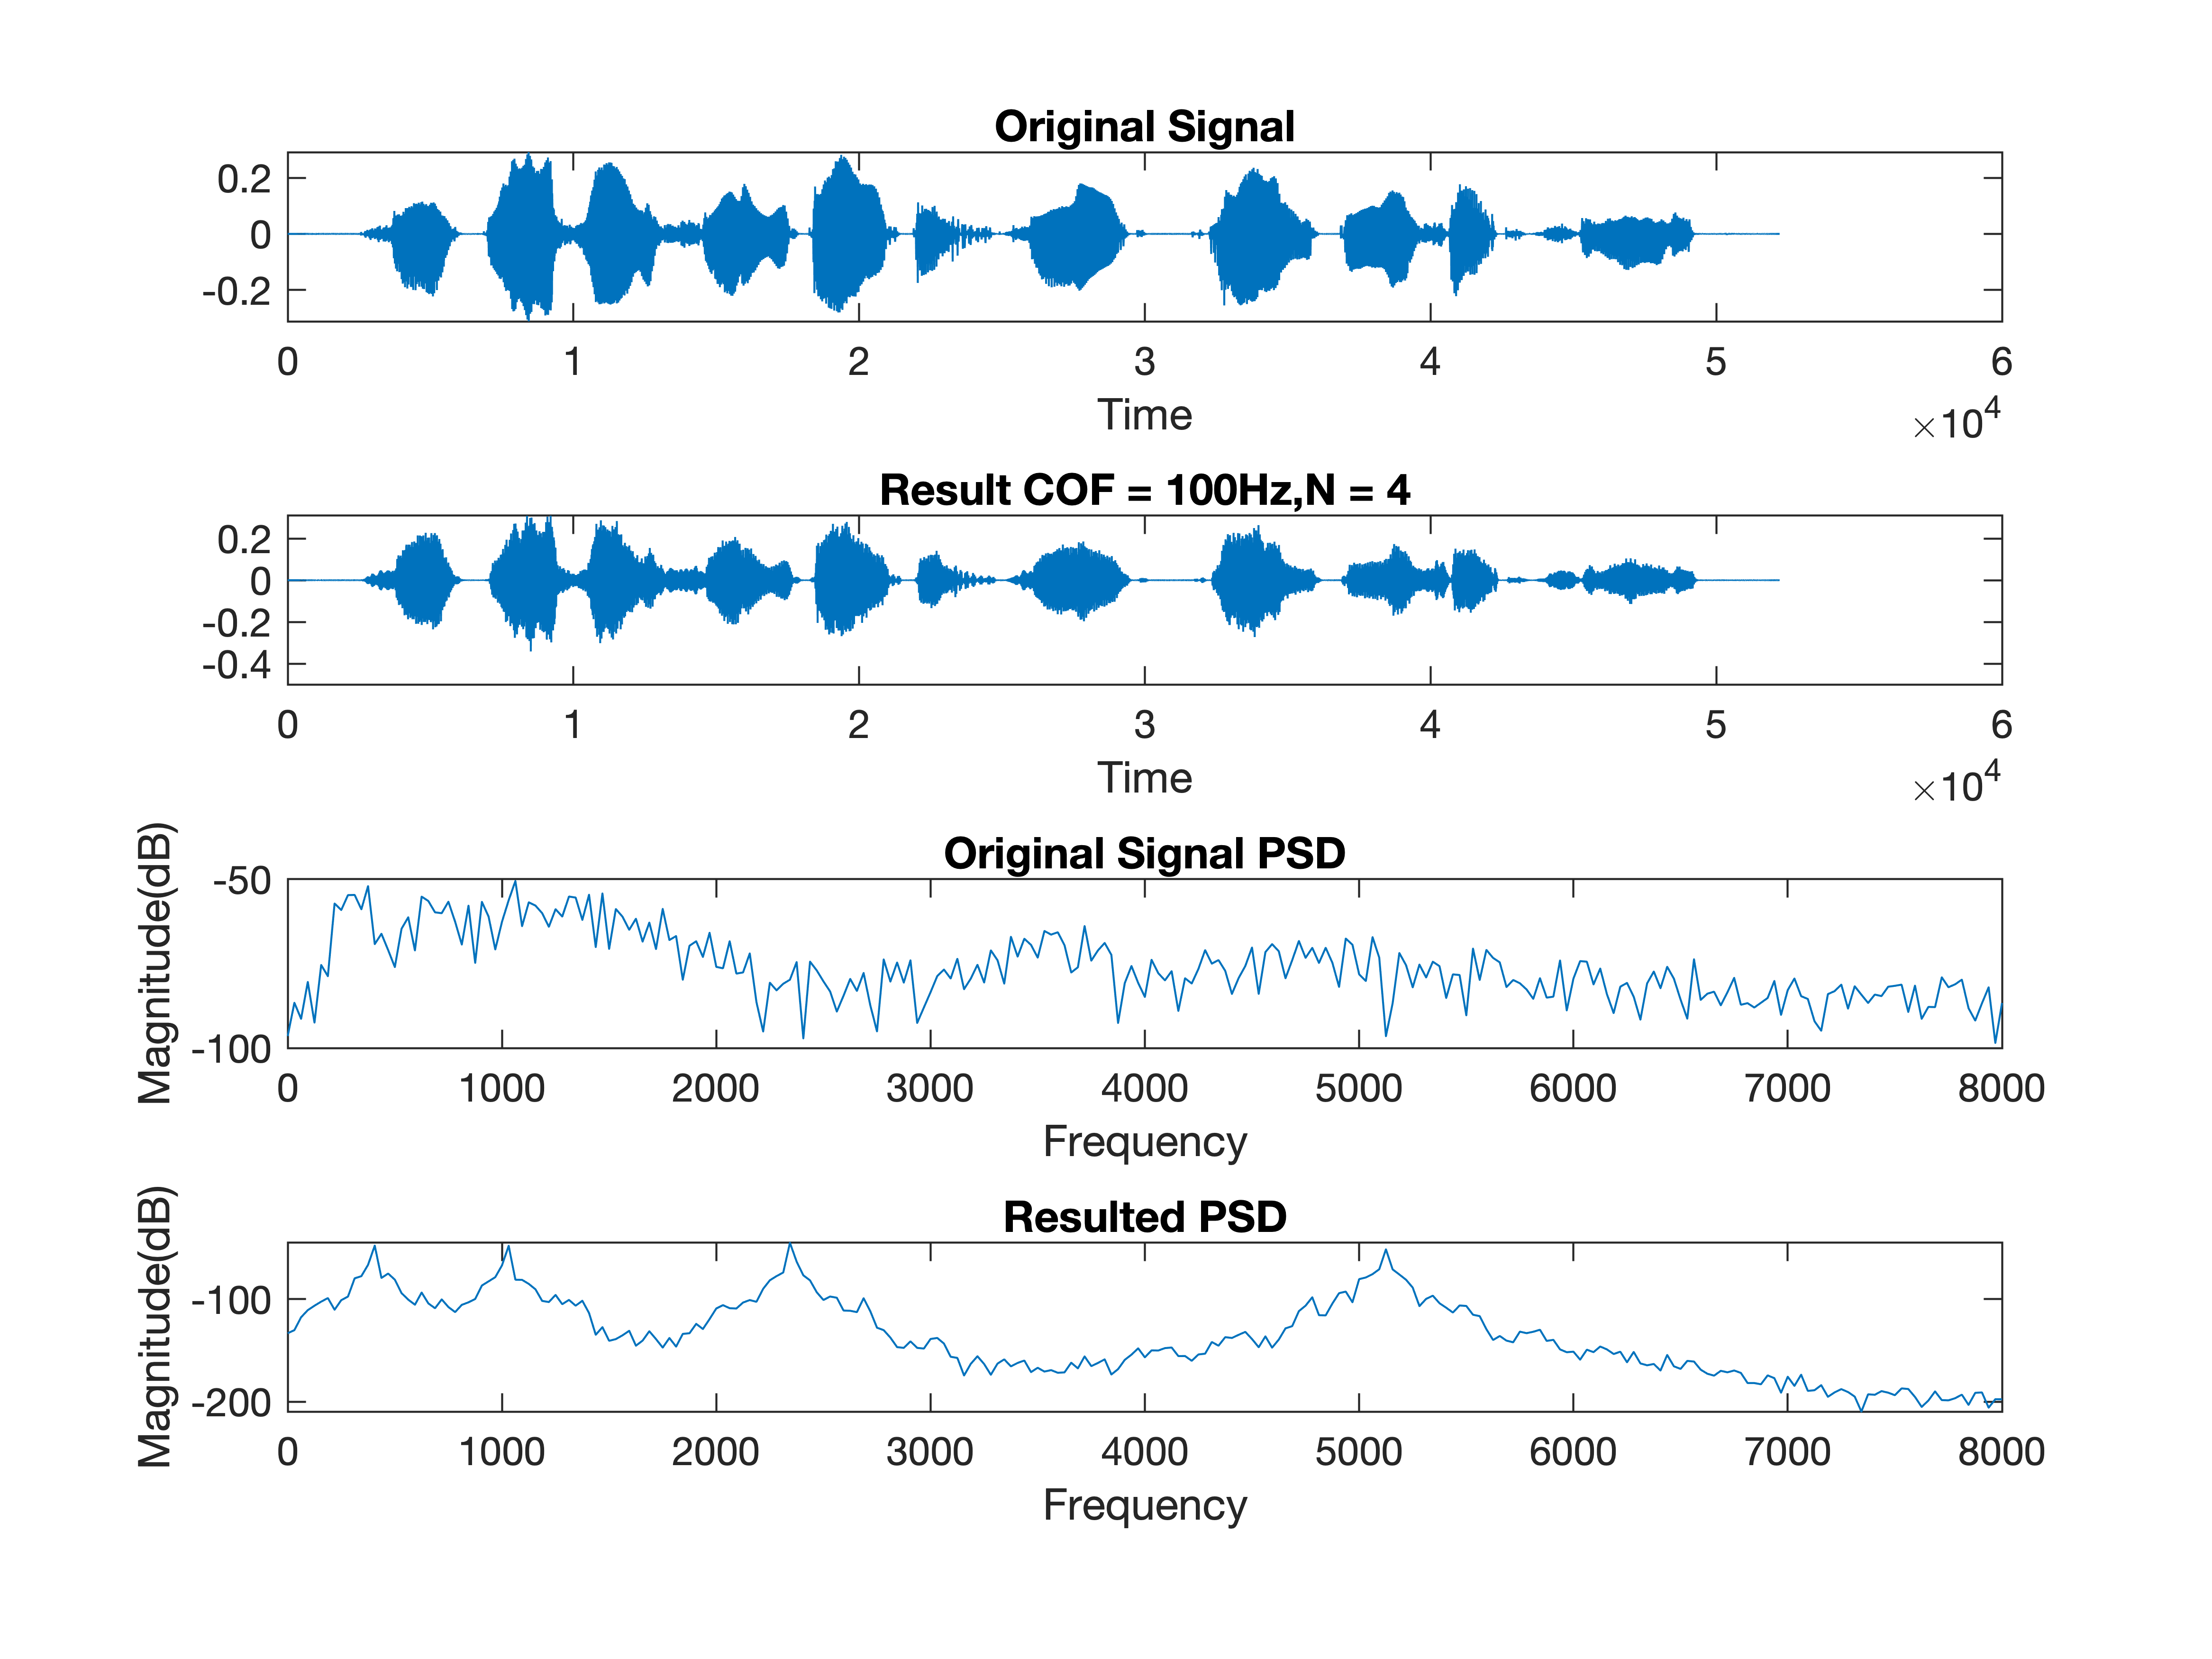 Original Signal
0.2
0
-0.2
0 1 2 3 4 5 6
Time
×10^4
Result COF = 100Hz,N = 4
0.2
0
-0.2
-0.4
0 1 2 3 4 5 6
Time
×10^4
Original Signal PSD
Magnitude(dB)
-50
-100
0 1000 2000 3000 4000 5000 6000 7000 8000
Frequency
Resulted PSD
Magnitude(dB)
-100
-200
0 1000 2000 3000 4000 5000 6000 7000 8000
Frequency